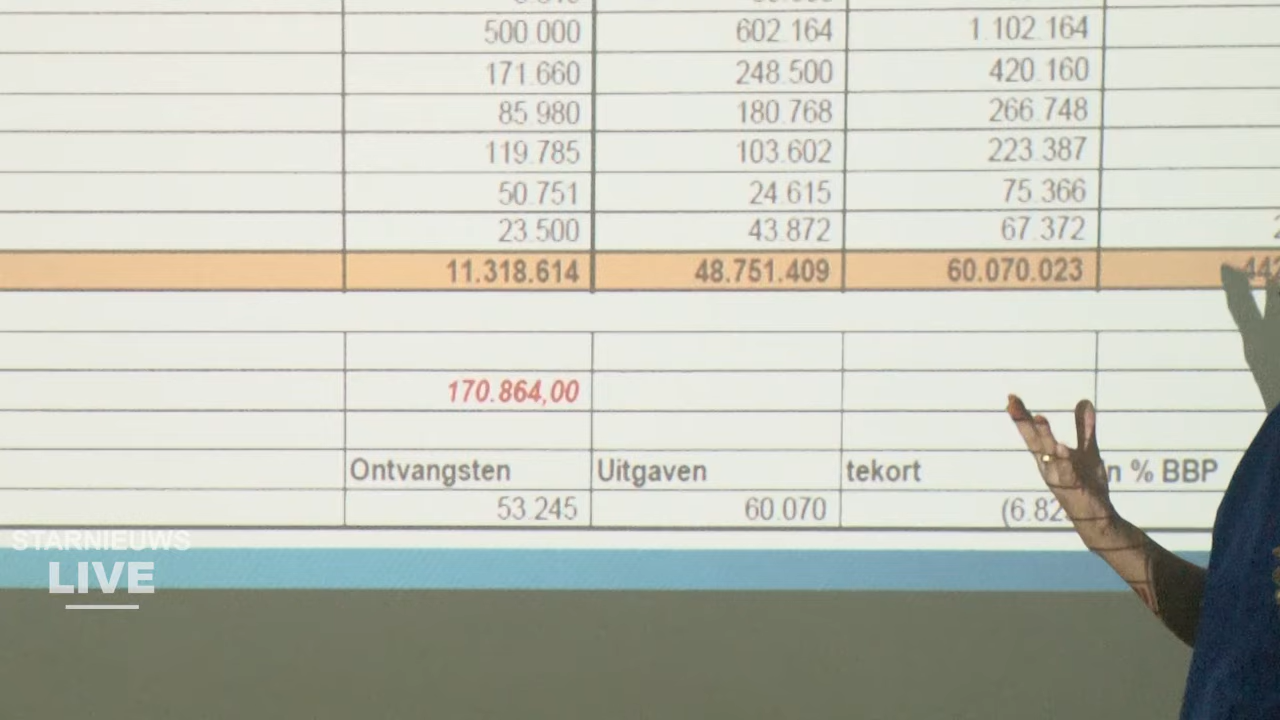 500.000 602.164 1.102.164
171.660 248.500 420.160
85.980 180.768 266.748
119.785 103.602 223.387
50.751 24.615 75.366
23.500 43.872 67.372
11.318.614 48.751.409 60.070.023
170.864,00
Ontvangsten Uitgaven tekort % BBP
53.245 60.070
STARNIEUWS
LIVE